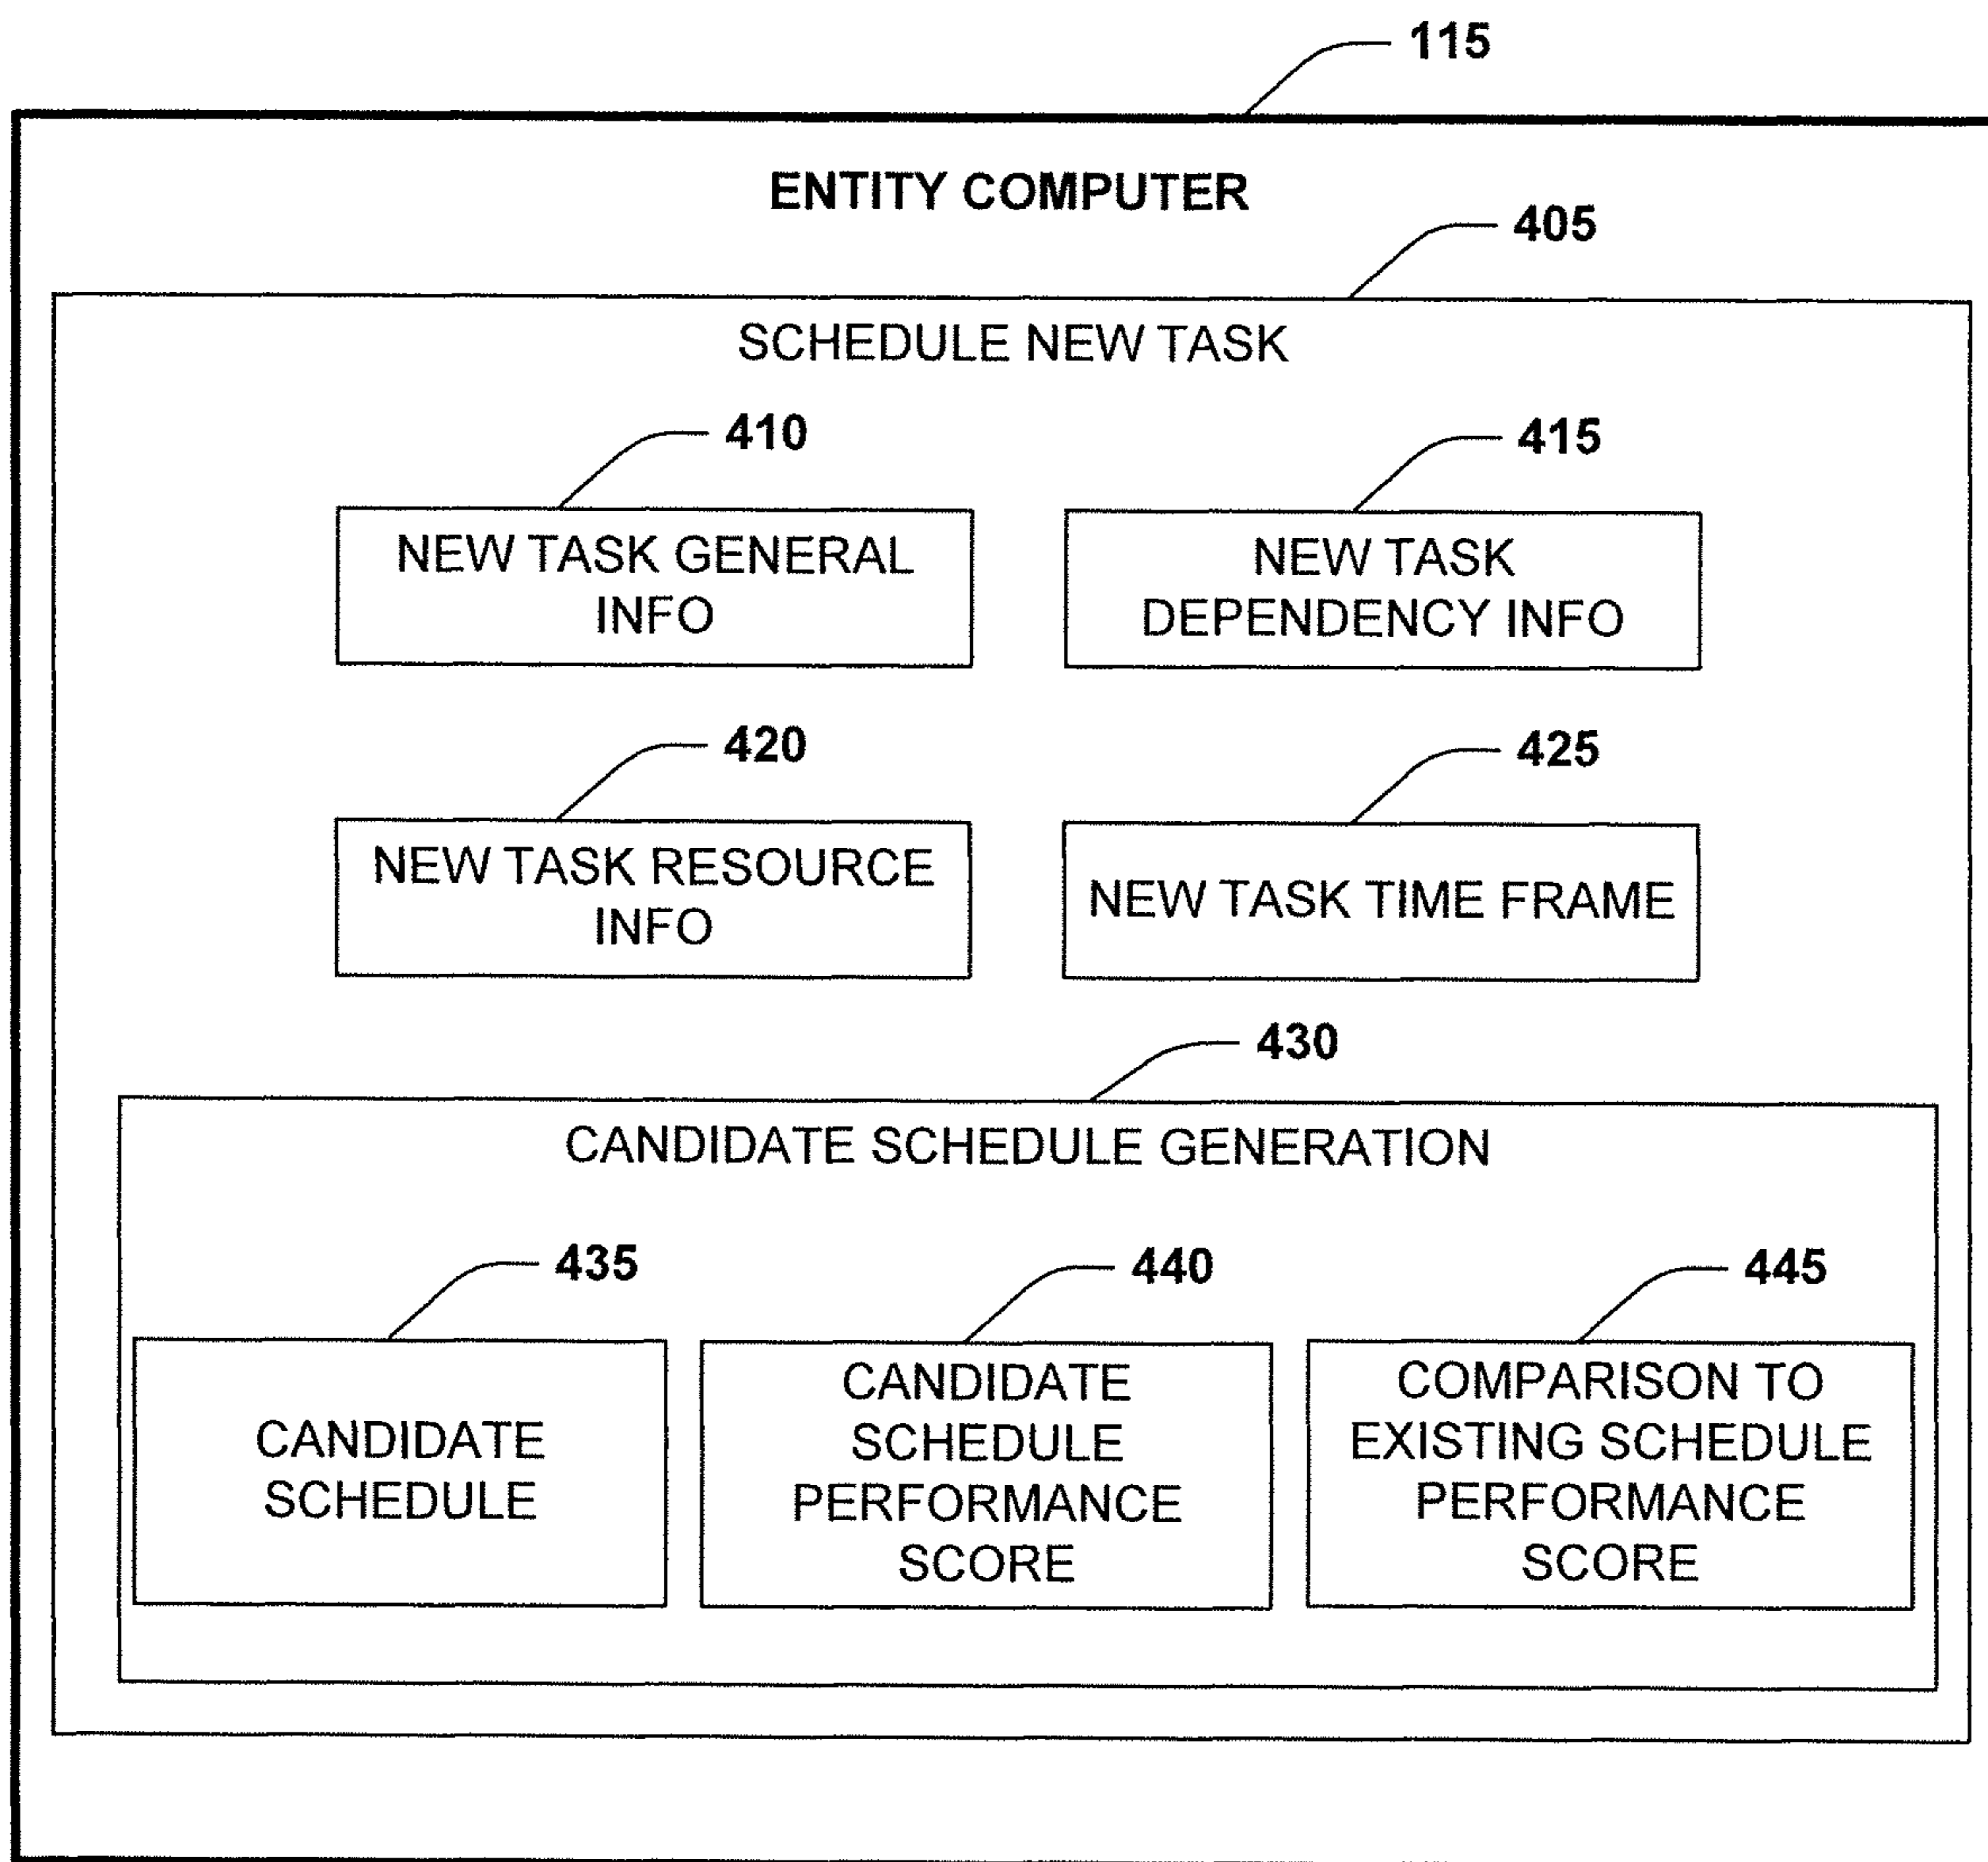 115
ENTITY COMPUTER
405
SCHEDULE NEW TASK
410
415
NEW TASK GENERAL
INFO
NEW TASK
DEPENDENCY INFO
420
425
NEW TASK RESOURCE
INFO
NEW TASK TIME FRAME
430
CANDIDATE SCHEDULE GENERATION
435
440
445
CANDIDATE
SCHEDULE
CANDIDATE
SCHEDULE
PERFORMANCE
SCORE
COMPARISON TO
EXISTING SCHEDULE
PERFORMANCE
SCORE